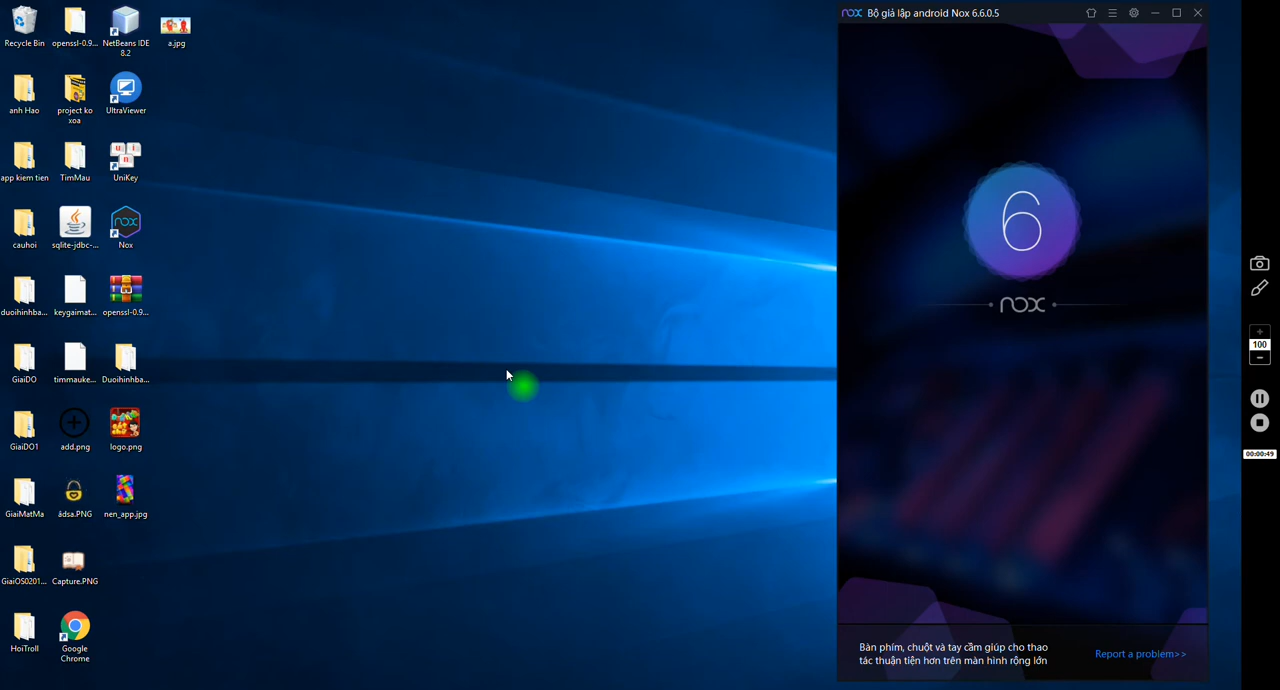 Recycle Bin
openssl-0.9...
NetBeans IDE
8.2
a.jpg
anh Hao
project ko
xoa
UltraViewer
app kiem tien
TimMau
UniKey
cauhoi
sqlite-jdbc-...
Nox
duoihinhba...
keygaimat...
openssl-0.9...
GiaiDO
timmauke...
Duoihinhba...
GiaiDO1
add.png
logo.png
GiaiMatMa
ádsa.PNG
nen_app.jpg
GiaiOS0201...
Capture.PNG
HoiTroll
Google
Chrome
nox Bộ giả lập android Nox 6.6.0.5
6
nox
Bàn phím, chuột và tay cầm giúp cho thao
tác thuận tiện hơn trên màn hình rộng lớn
Report a problem>>
100
00:00:49